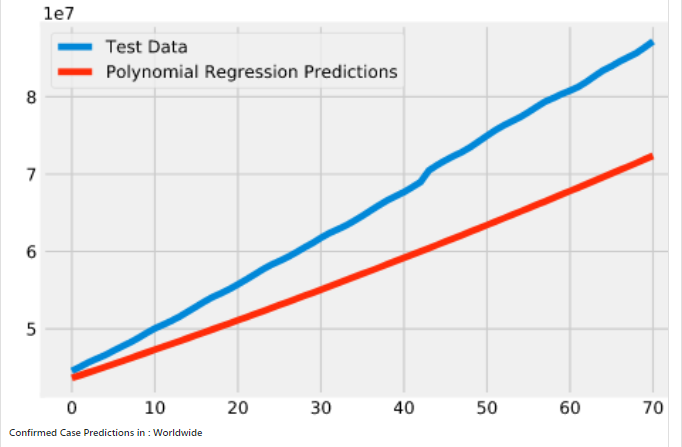 1e7
Test Data
Polynomial Regression Predictions
8
7
6
5
0 10 20 30 40 50 60 70
Confirmed Case Predictions in : Worldwide